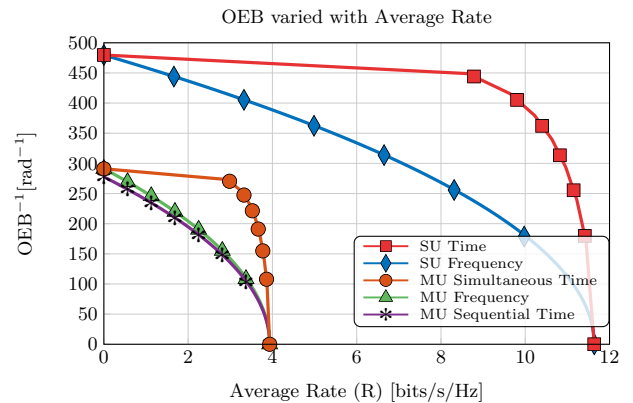 OEB varied with Average Rate
OEB⁻¹[rad⁻¹]
500
450
400
350
300
250
200
150
100
50
0
0 2 4 6 8 10 12
Average Rate (R) [bits/s/Hz]
SU Time
SU Frequency
MU Simultaneous Time
MU Frequency
MU Sequential Time